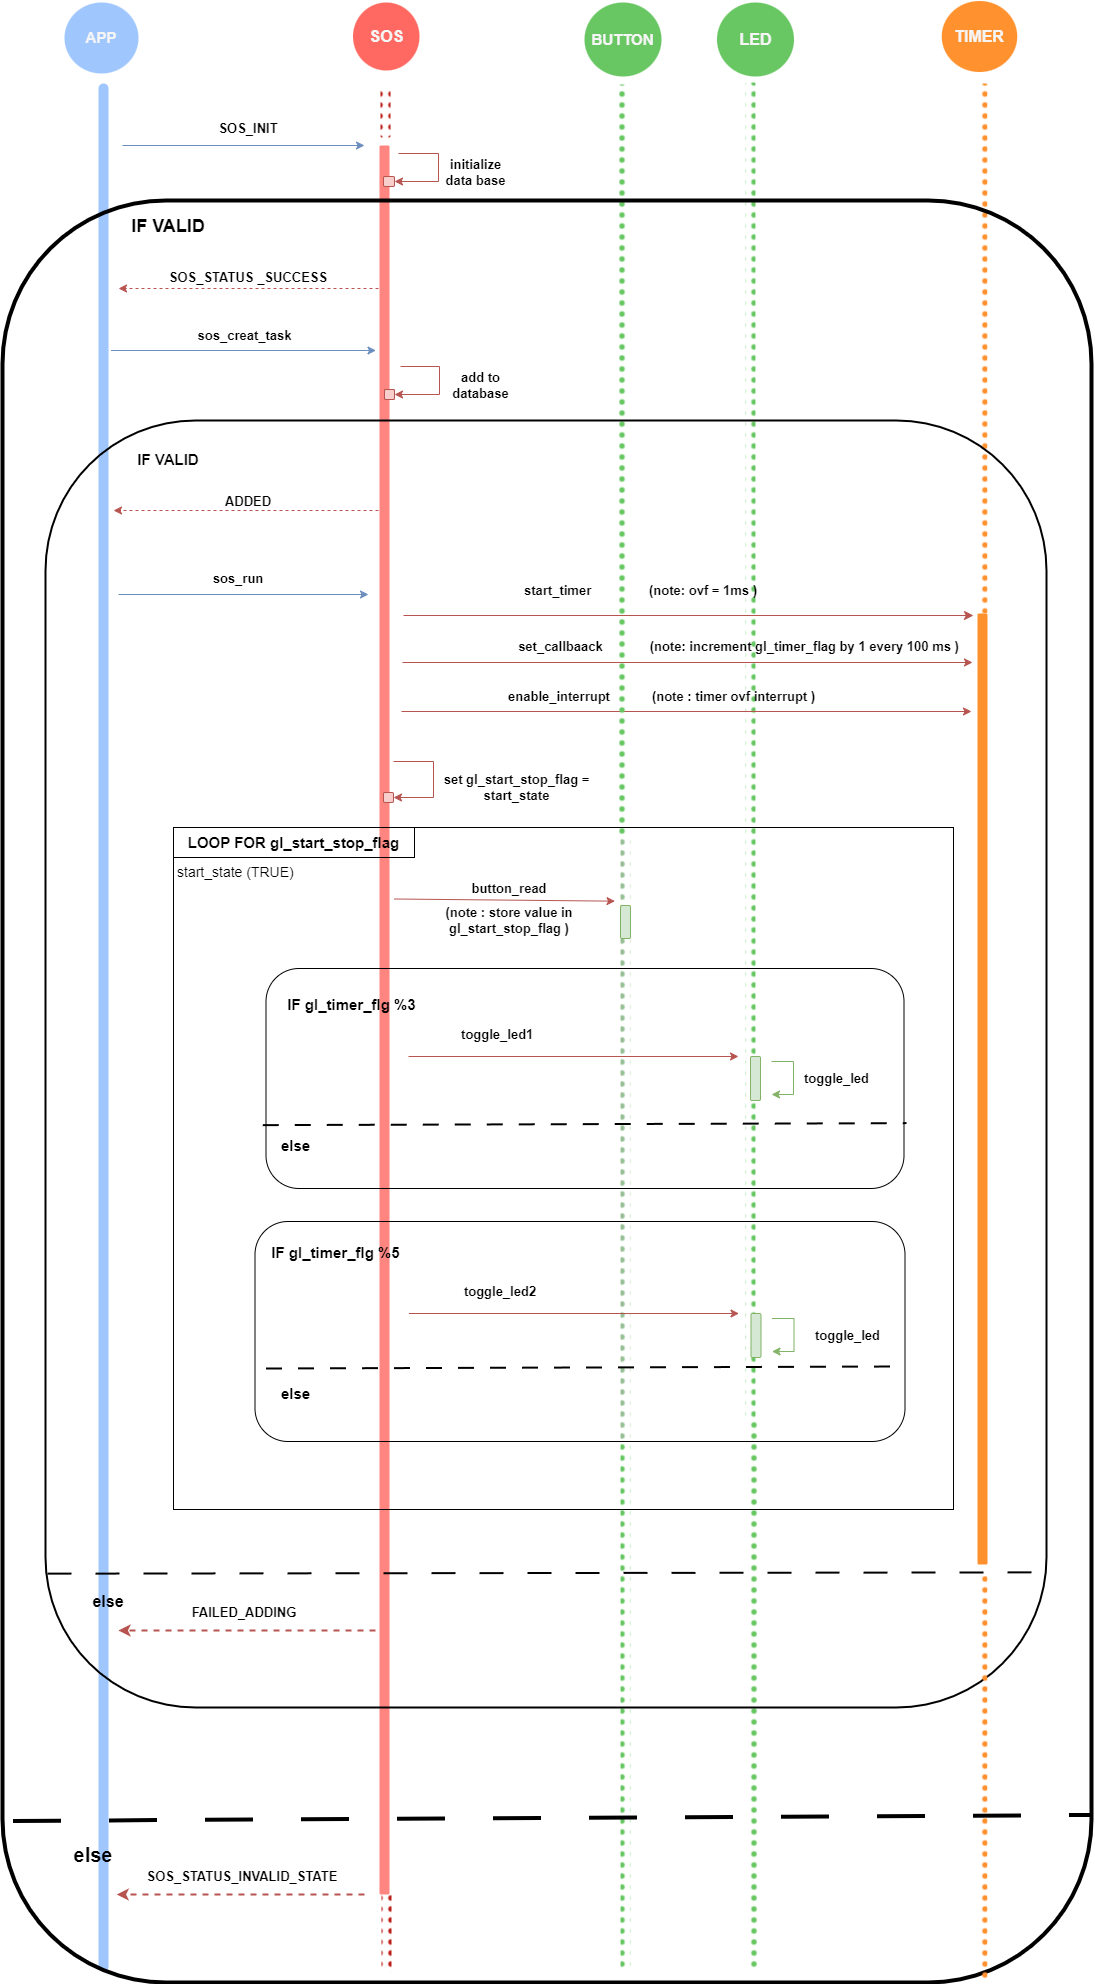 APP
SOS
BUTTON
LED
TIMER
SOS_INIT
initialize
data base
IF VALID
SOS_STATUS _SUCCESS
sos_creat_task
add to
database
IF VALID
ADDED
sos_run
start_timer (note: ovf = 1ms )
set_callbaack (note: increment gl_timer_flag by 1 every 100 ms )
enable_interrupt (note : timer ovf interrupt )
set gl_start_stop_flag =
start_state
LOOP FOR gl_start_stop_flag
start_state (TRUE)
button_read
(note : store value in
gl_start_stop_flag )
IF gl_timer_flg %3
toggle_led1
toggle_led
else
IF gl_timer_flg %5
toggle_led2
toggle_led
else
else
FAILED_ADDING
else
SOS_STATUS_INVALID_STATE